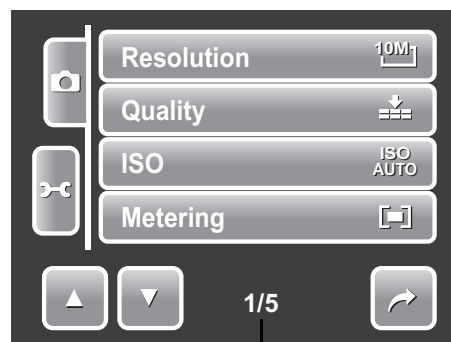 Resolution 10M
Quality
ISO ISO AUTO
Metering
1/5